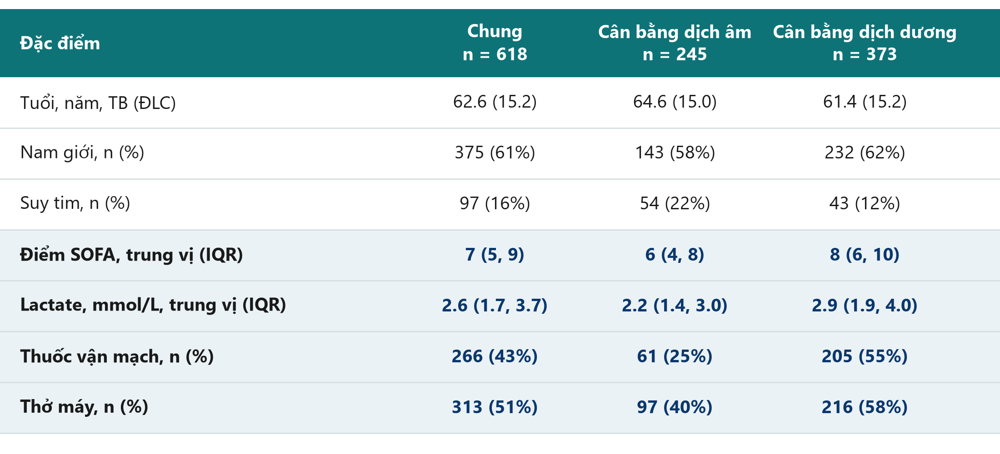 Đặc điểm Chung n = 618 Cân bằng dịch âm n = 245 Cân bằng dịch dương n = 373
Tuổi, năm, TB (ĐLC) 62.6 (15.2) 64.6 (15.0) 61.4 (15.2)
Nam giới, n (%) 375 (61%) 143 (58%) 232 (62%)
Suy tim, n (%) 97 (16%) 54 (22%) 43 (12%)
Điểm SOFA, trung vị (IQR) 7 (5, 9) 6 (4, 8) 8 (6, 10)
Lactate, mmol/L, trung vị (IQR) 2.6 (1.7, 3.7) 2.2 (1.4, 3.0) 2.9 (1.9, 4.0)
Thuốc vận mạch, n (%) 266 (43%) 61 (25%) 205 (55%)
Thở máy, n (%) 313 (51%) 97 (40%) 216 (58%)